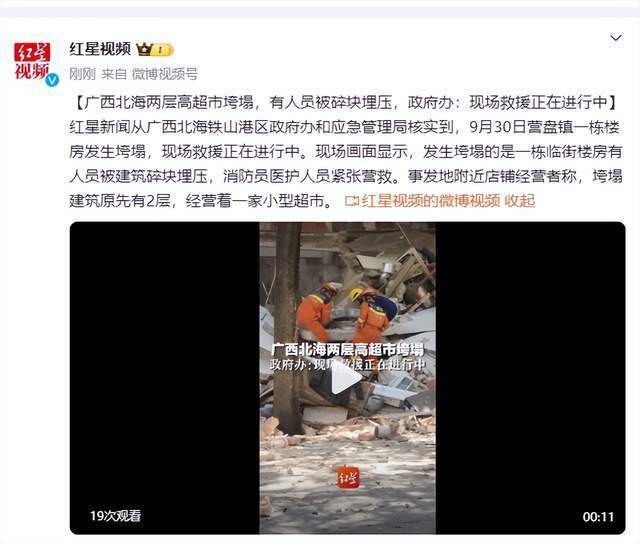 红星
视频
红星视频 1
刚刚 来自 微博视频号
【广西北海两层高超市垮塌，有人员被碎块埋压，政府办：现场救援正在进行中】
红星新闻从广西北海铁山港区政府办和应急管理局核实到，9月30日营盘镇一栋楼
房发生垮塌，现场救援正在进行中。现场画面显示，发生垮塌的是一栋临街楼房有
人员被建筑碎块埋压，消防员医护人员紧张营救。事发地附近店铺经营者称，垮塌
建筑原先有2层，经营着一家小型超市。 红星视频的微博视频 收起
广西北海两层高超市垮塌
政府办:现场救援正在进行中
红星
19次观看
00:11